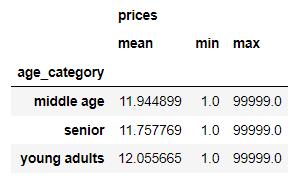 prices
mean min max
age_category
middle age 11.944899 1.0 99999.0
senior 11.757769 1.0 99999.0
young adults 12.055665 1.0 99999.0